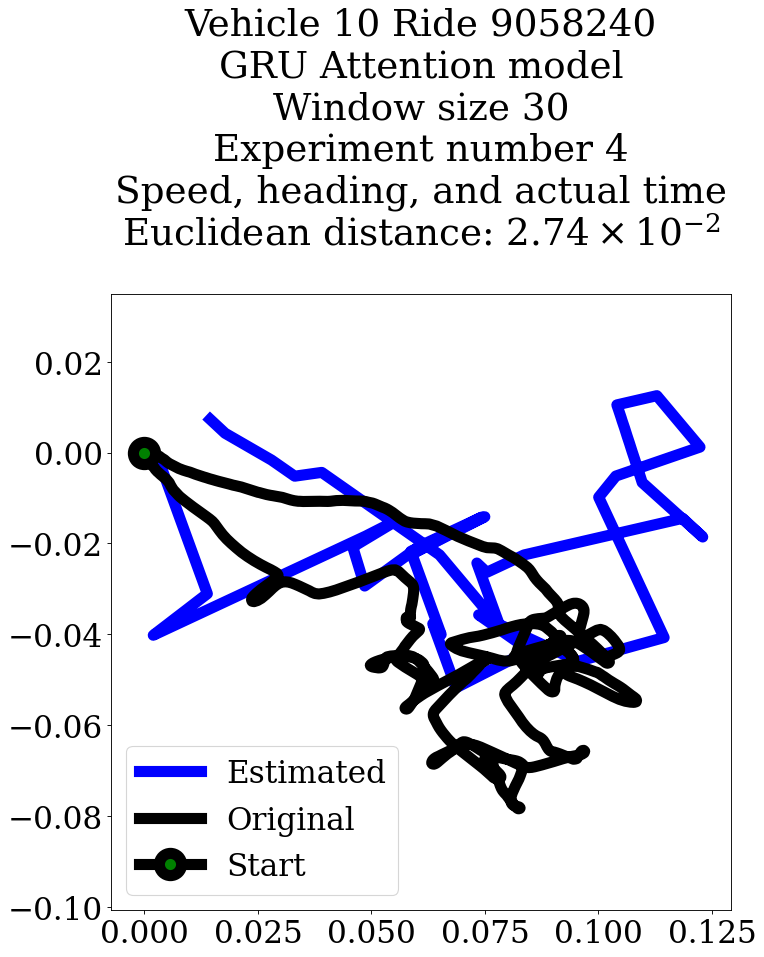 Vehicle 10 Ride 9058240
GRU Attention model
Window size 30
Experiment number 4
Speed, heading, and actual time
Euclidean distance: 2.74 × 10⁻²
0.02
0.00
−0.02
−0.04
−0.06
−0.08
−0.10
Estimated
Original
Start
0.000 0.025 0.050 0.075 0.100 0.125